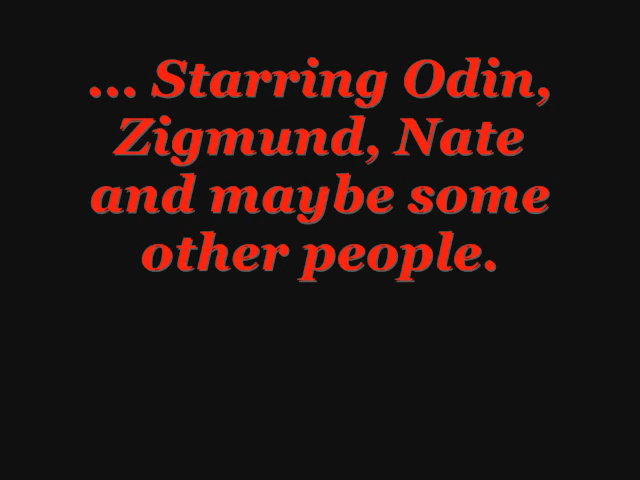 ... Starring Odin,
Zigmund, Nate
and maybe some
other people.